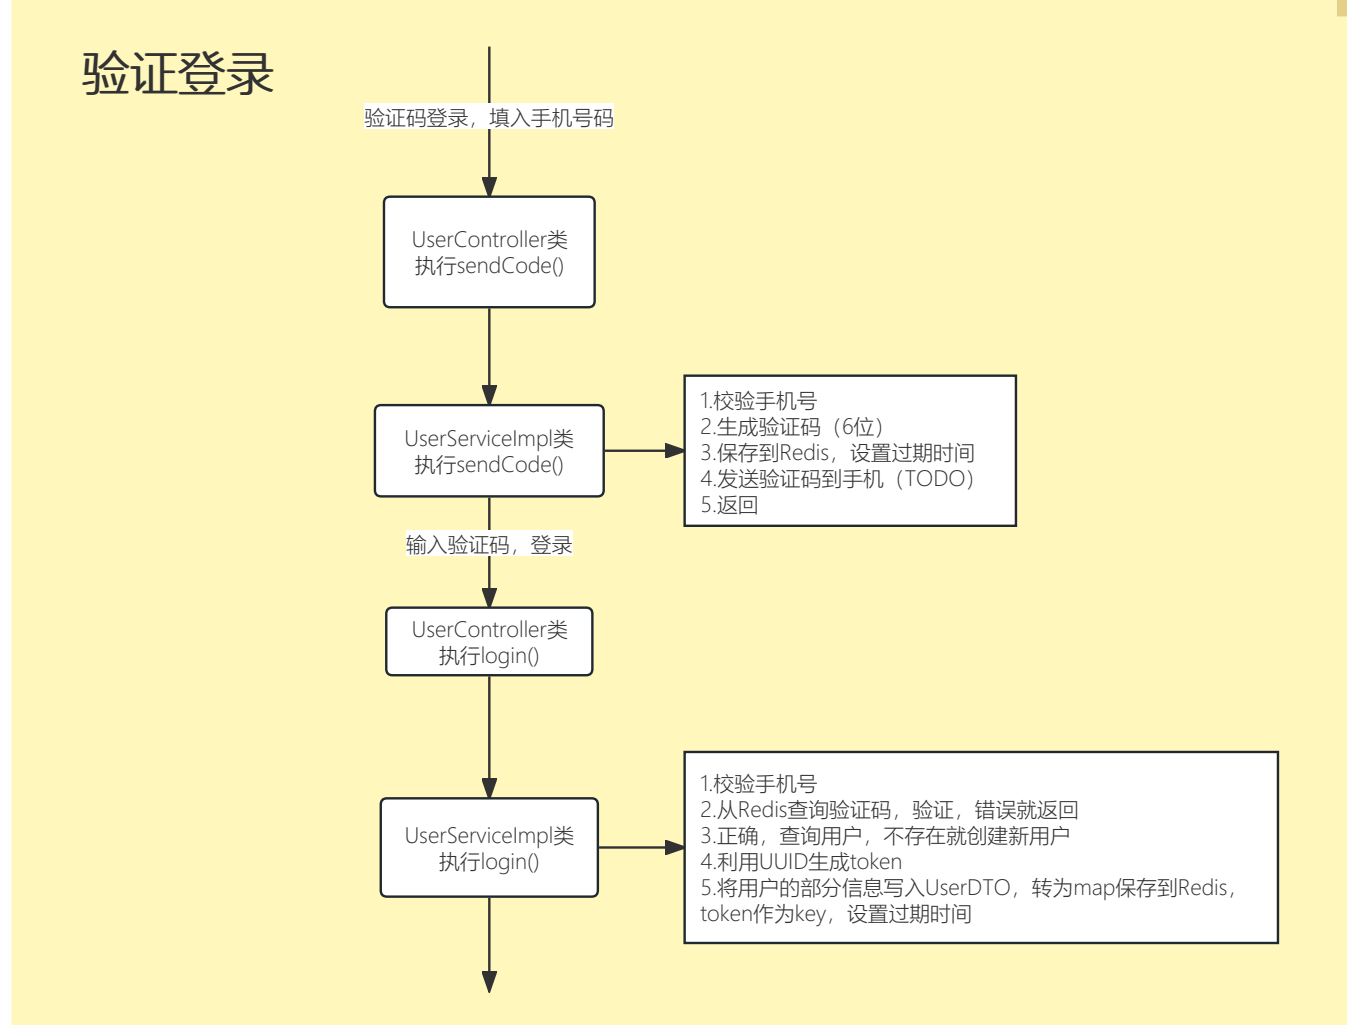 验证登录
验证码登录，填入手机号码
UserController类
执行sendCode()
UserServiceImpl类
执行sendCode()
1.校验手机号
2.生成验证码（6位）
3.保存到Redis，设置过期时间
4.发送验证码到手机（TODO）
5.返回
输入验证码，登录
UserController类
执行login()
UserServiceImpl类
执行login()
1.校验手机号
2.从Redis查询验证码，验证，错误就返回
3.正确，查询用户，不存在就创建新用户
4.利用UUID生成token
5.将用户的部分信息写入UserDTO，转为map保存到Redis，
token作为key，设置过期时间